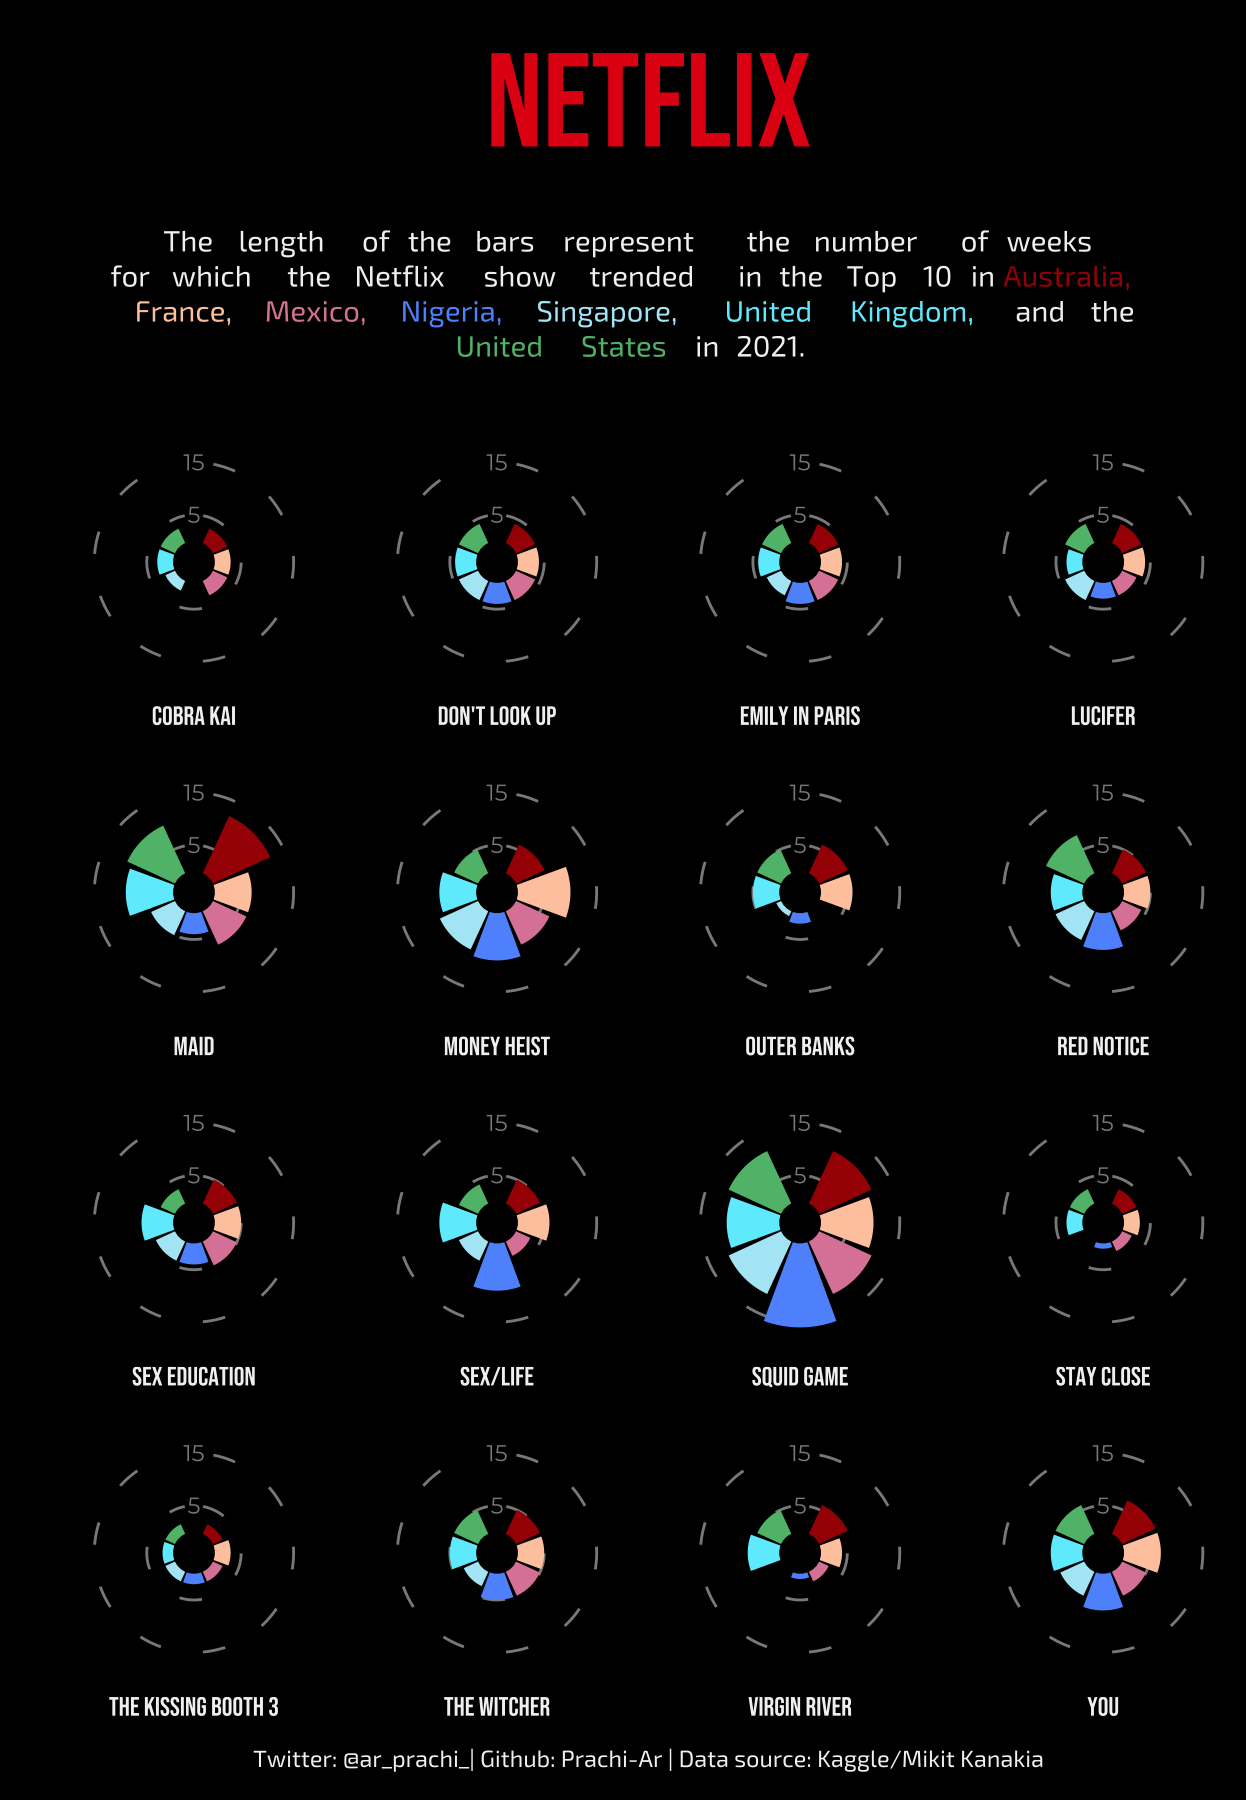 NETFLIX
The length of the bars represent the number of weeks
for which the Netflix show trended in the Top 10 in Australia,
France, Mexico, Nigeria, Singapore, United Kingdom, and the
United States in 2021.
15 15 15 15
5 5 5 5
COBRA KAI DON'T LOOK UP EMILY IN PARIS LUCIFER
15 15 15 15
5 5 5 5
MAID MONEY HEIST OUTER BANKS RED NOTICE
15 15 15 15
5 5 5 5
SEX EDUCATION SEX/LIFE SQUID GAME STAY CLOSE
15 15 15 15
5 5 5 5
THE KISSING BOOTH 3 THE WITCHER VIRGIN RIVER YOU
Twitter: @ar_prachi_| Github: Prachi-Ar | Data source: Kaggle/Mikit Kanakia